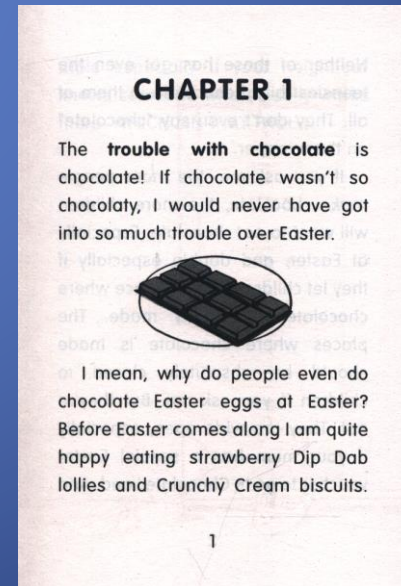 CHAPTER 1
The trouble with chocolate is
chocolate! If chocolate wasn't so
chocolaty, I would never have got
into so much trouble over Easter.
I mean, why do people even do
chocolate Easter eggs at Easter?
Before Easter comes along I am quite
happy eating strawberry Dip Dab
lollies and Crunchy Cream biscuits.
1